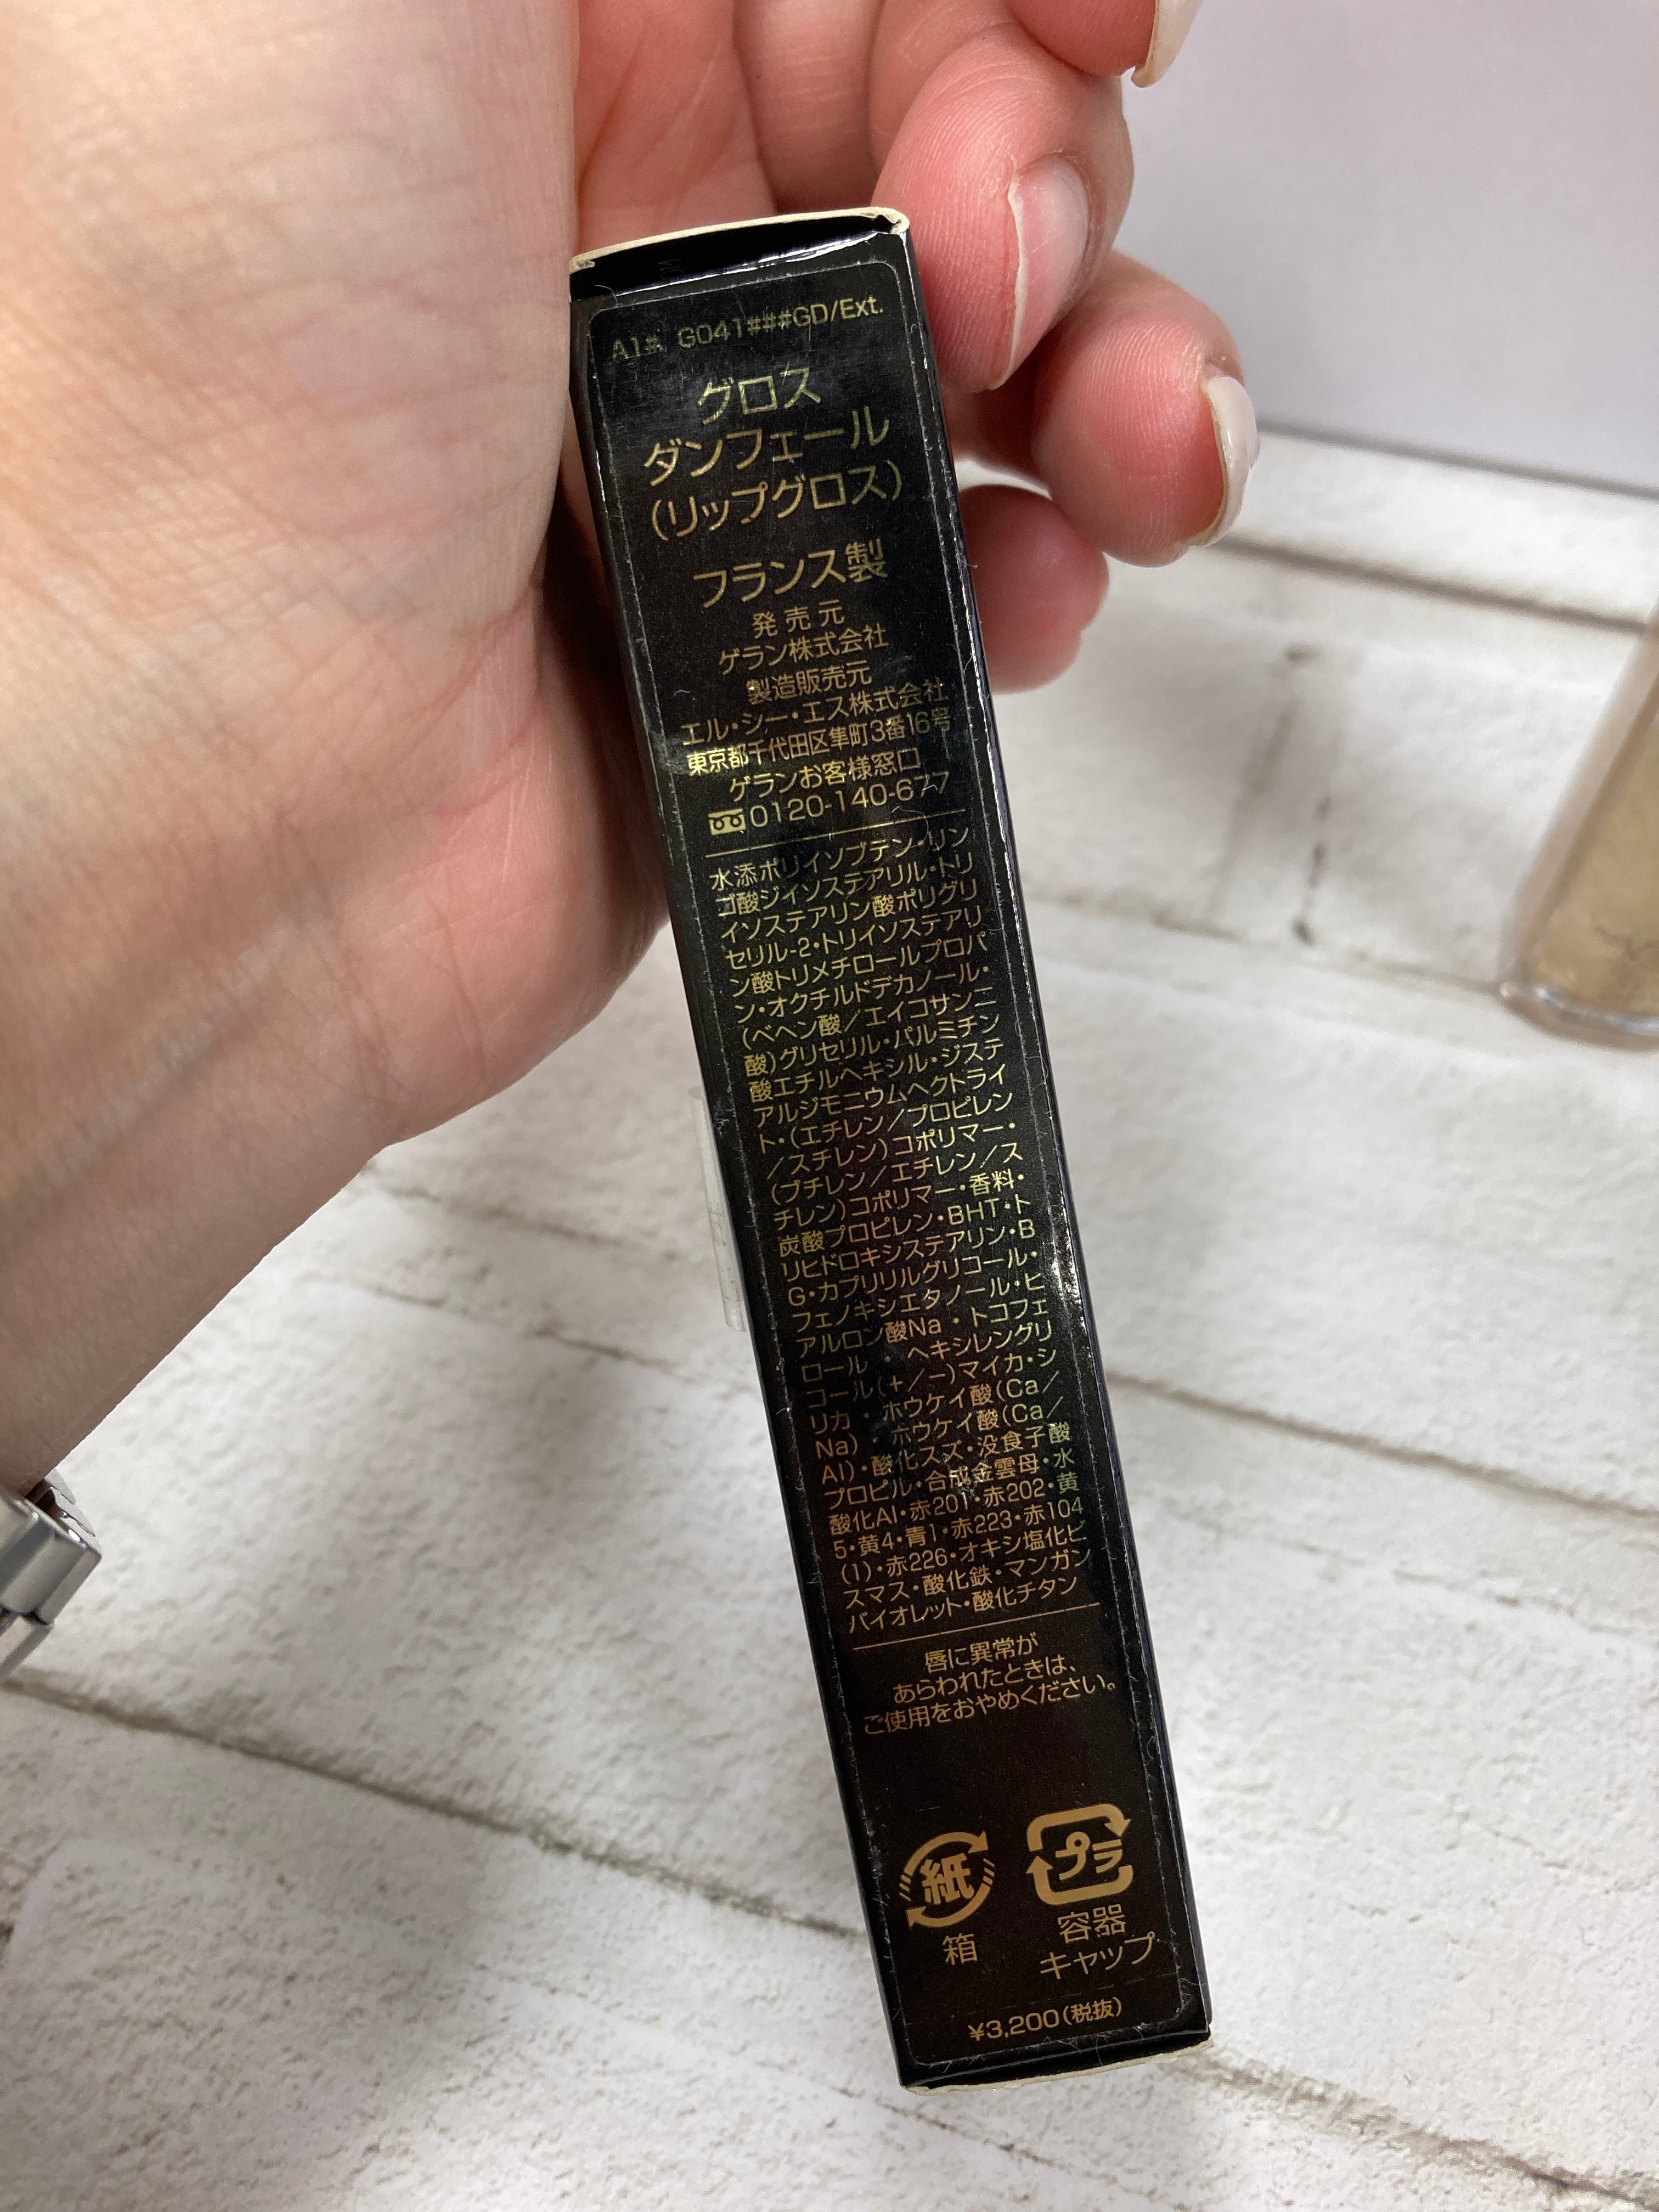 A1# G041###GD/Ext.
グロス
ダンフェール
(リップグロス)
フランス製
発売元
ゲラン株式会社
製造販売元
エル・シー・エス株式会社
東京都千代田区隼町3番16号
ゲランお客様窓口
0120-140-677
水添ポリイソブテン・リン
ゴ酸ジイソステアリル・トリ
イソステアリン酸ポリグリ
セリル-2・トリイソステアリ
ン酸トリメチロールプロパ
ン・オクチルドデカノール・
(ベヘン酸/エイコサンニ
酸)グリセリル・パルミチン
酸エチルヘキシル・ジステ
アルジモニウムヘクトライ
ト・(エチレン/プロピレン
/スチレン)コポリマー・
(ブチレン/エチレン/ス
チレン)コポリマー・香料・
炭酸プロピレン・BHT・ト
リヒドロキシステアリン・B
G・カプリリルグリコール・
フェノキシエタノール・ヒ
アルロン酸Na・トコフェ
ロール・ヘキシレングリ
コール(+/−)マイカ・シ
リカ・ホウケイ酸(Ca/
Na)・ホウケイ酸(Ca/
Al)・酸化スズ・没食子酸
プロピル・合成金雲母・水
酸化Al・赤201・赤202・黄
5・黄4・青1・赤223・赤104
(1)・赤226・オキシ塩化ビ
スマス・酸化鉄・マンガン
バイオレット・酸化チタン
唇に異常が
あらわれたときは、
ご使用をおやめください。
紙 プラ
箱 容器
キャップ
¥3,200(税抜)